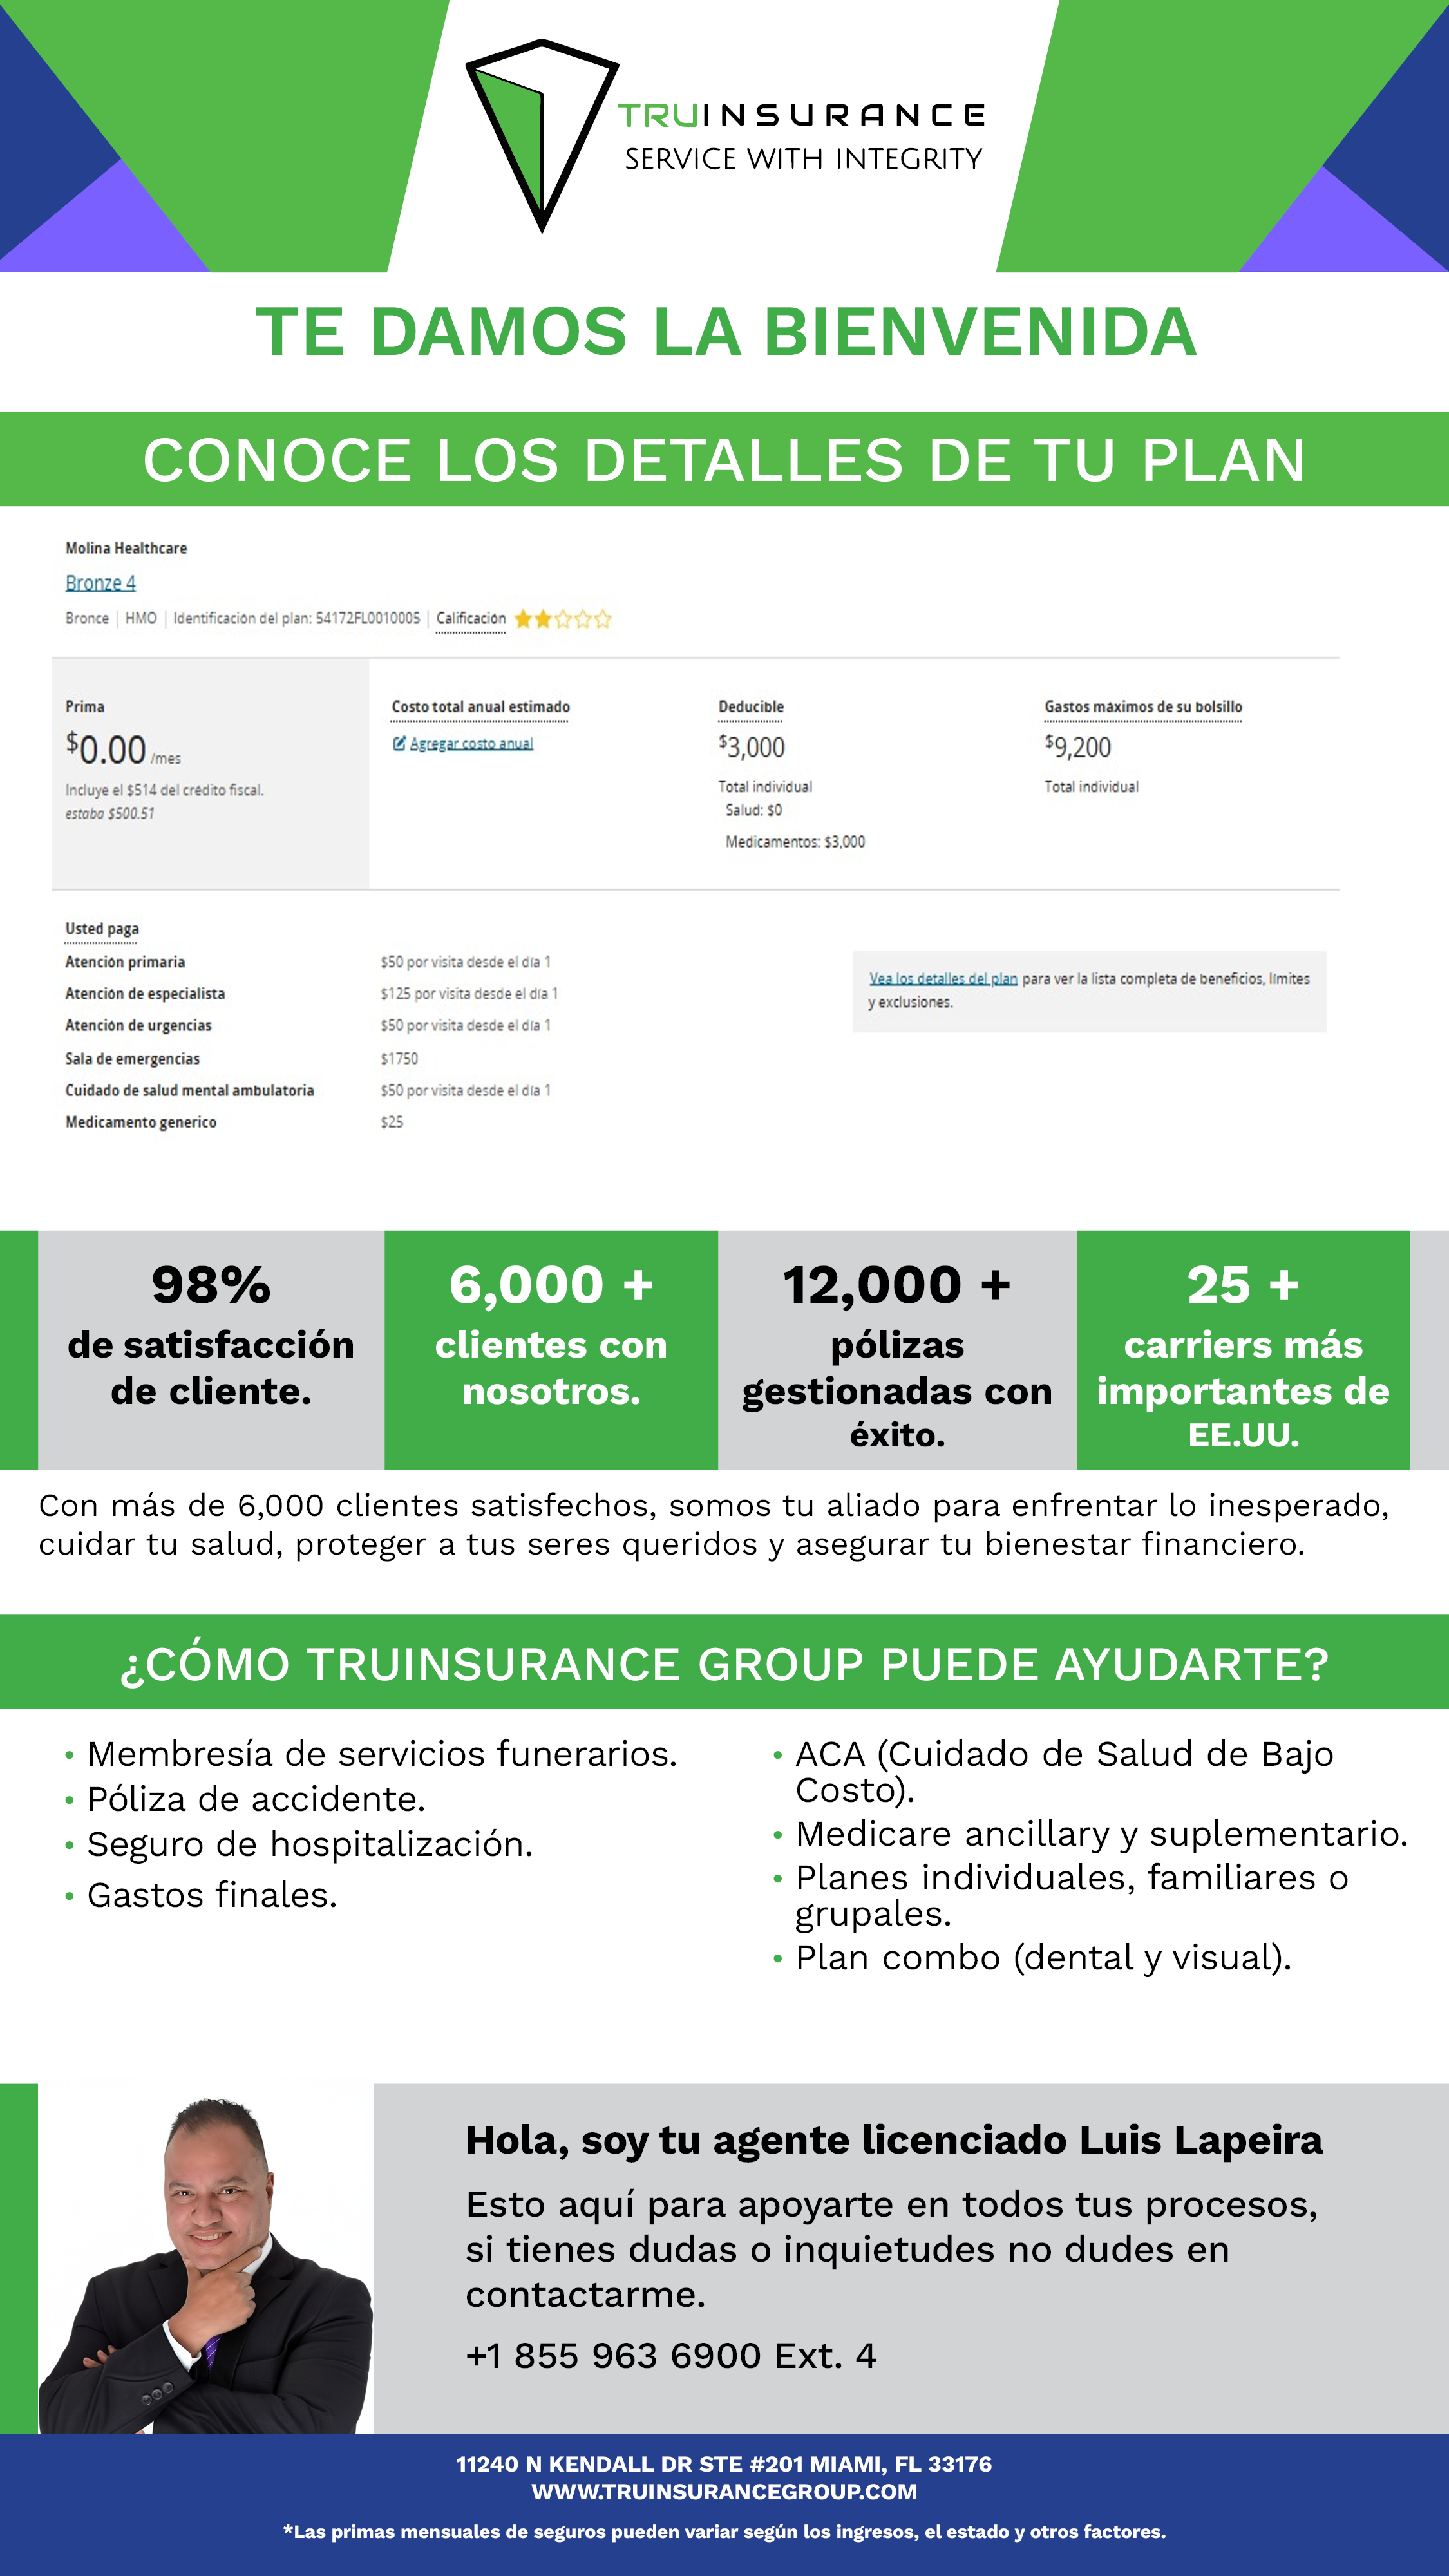 TRUINSURANCE
SERVICE WITH INTEGRITY
TE DAMOS LA BIENVENIDA
CONOCE LOS DETALLES DE TU PLAN
Molina Healthcare
Bronze 4
Bronce | HMO | Identificación del plan: 54172FL0010005 | Calificación
Prima
$0.00 /mes
Incluye el $514 del crédito fiscal.
estaba $500.51
Costo total anual estimado
Agregar costo anual
Deducible
$3,000
Total individual
Salud: $0
Medicamentos: $3,000
Gastos máximos de su bolsillo
$9,200
Total individual
Usted paga
Atención primaria $50 por visita desde el día 1
Atención de especialista $125 por visita desde el día 1
Atención de urgencias $50 por visita desde el día 1
Sala de emergencias $1750
Cuidado de salud mental ambulatoria $50 por visita desde el día 1
Medicamento generico $25
Vea los detalles del plan para ver la lista completa de beneficios, límites
y exclusiones.
98%
de satisfacción
de cliente.
6,000 +
clientes con
nosotros.
12,000 +
pólizas
gestionadas con
éxito.
25 +
carriers más
importantes de
EE.UU.
Con más de 6,000 clientes satisfechos, somos tu aliado para enfrentar lo inesperado,
cuidar tu salud, proteger a tus seres queridos y asegurar tu bienestar financiero.
¿CÓMO TRUINSURANCE GROUP PUEDE AYUDARTE?
• Membresía de servicios funerarios.
• Póliza de accidente.
• Seguro de hospitalización.
• Gastos finales.
• ACA (Cuidado de Salud de Bajo
Costo).
• Medicare ancillary y suplementario.
• Planes individuales, familiares o
grupales.
• Plan combo (dental y visual).
Hola, soy tu agente licenciado Luis Lapeira
Esto aquí para apoyarte en todos tus procesos,
si tienes dudas o inquietudes no dudes en
contactarme.
+1 855 963 6900 Ext. 4
11240 N KENDALL DR STE #201 MIAMI, FL 33176
WWW.TRUINSURANCEGROUP.COM
*Las primas mensuales de seguros pueden variar según los ingresos, el estado y otros factores.